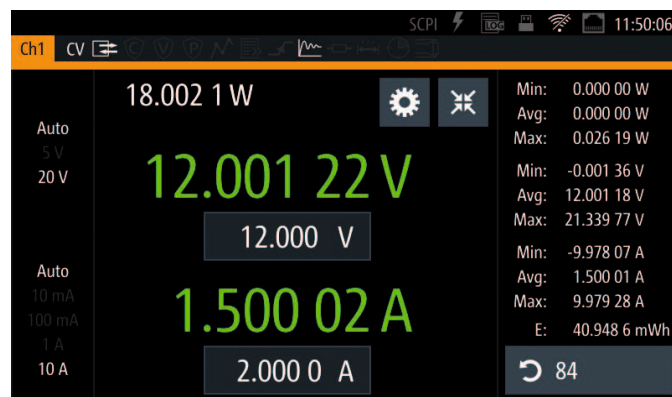 SCPI LOG 11:50:06
Ch1 CV C V P
18.002 1 W
Auto
5 V
20 V
12.001 22 V
12.000 V
Auto
10 mA
100 mA
1 A
10 A
1.500 02 A
2.000 0 A
Min: 0.000 00 W
Avg: 0.000 00 W
Max: 0.026 19 W
Min: -0.001 36 V
Avg: 12.001 18 V
Max: 21.339 77 V
Min: -9.978 07 A
Avg: 1.500 01 A
Max: 9.979 28 A
E: 40.948 6 mWh
84